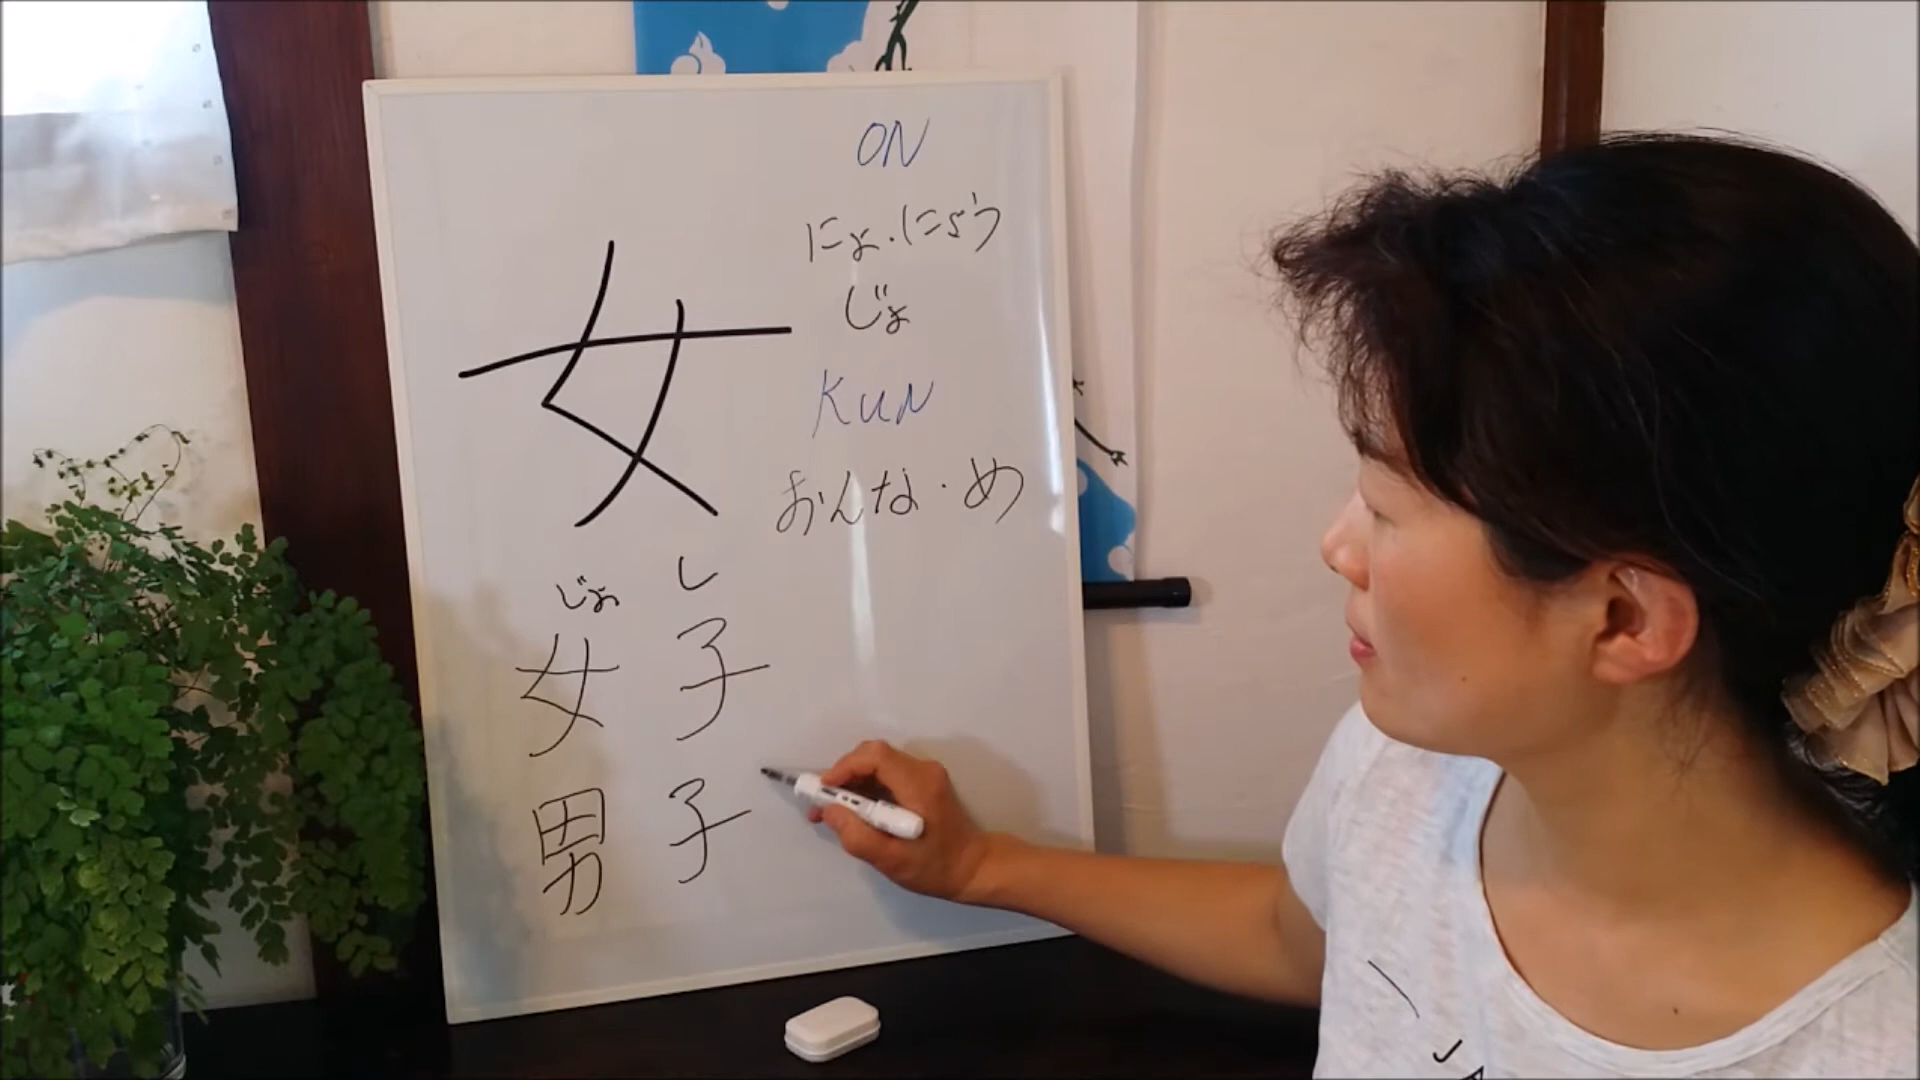 女
ON
にょ・にょう
じょ
KUN
おんな・め
じょ し
女 子
男 子